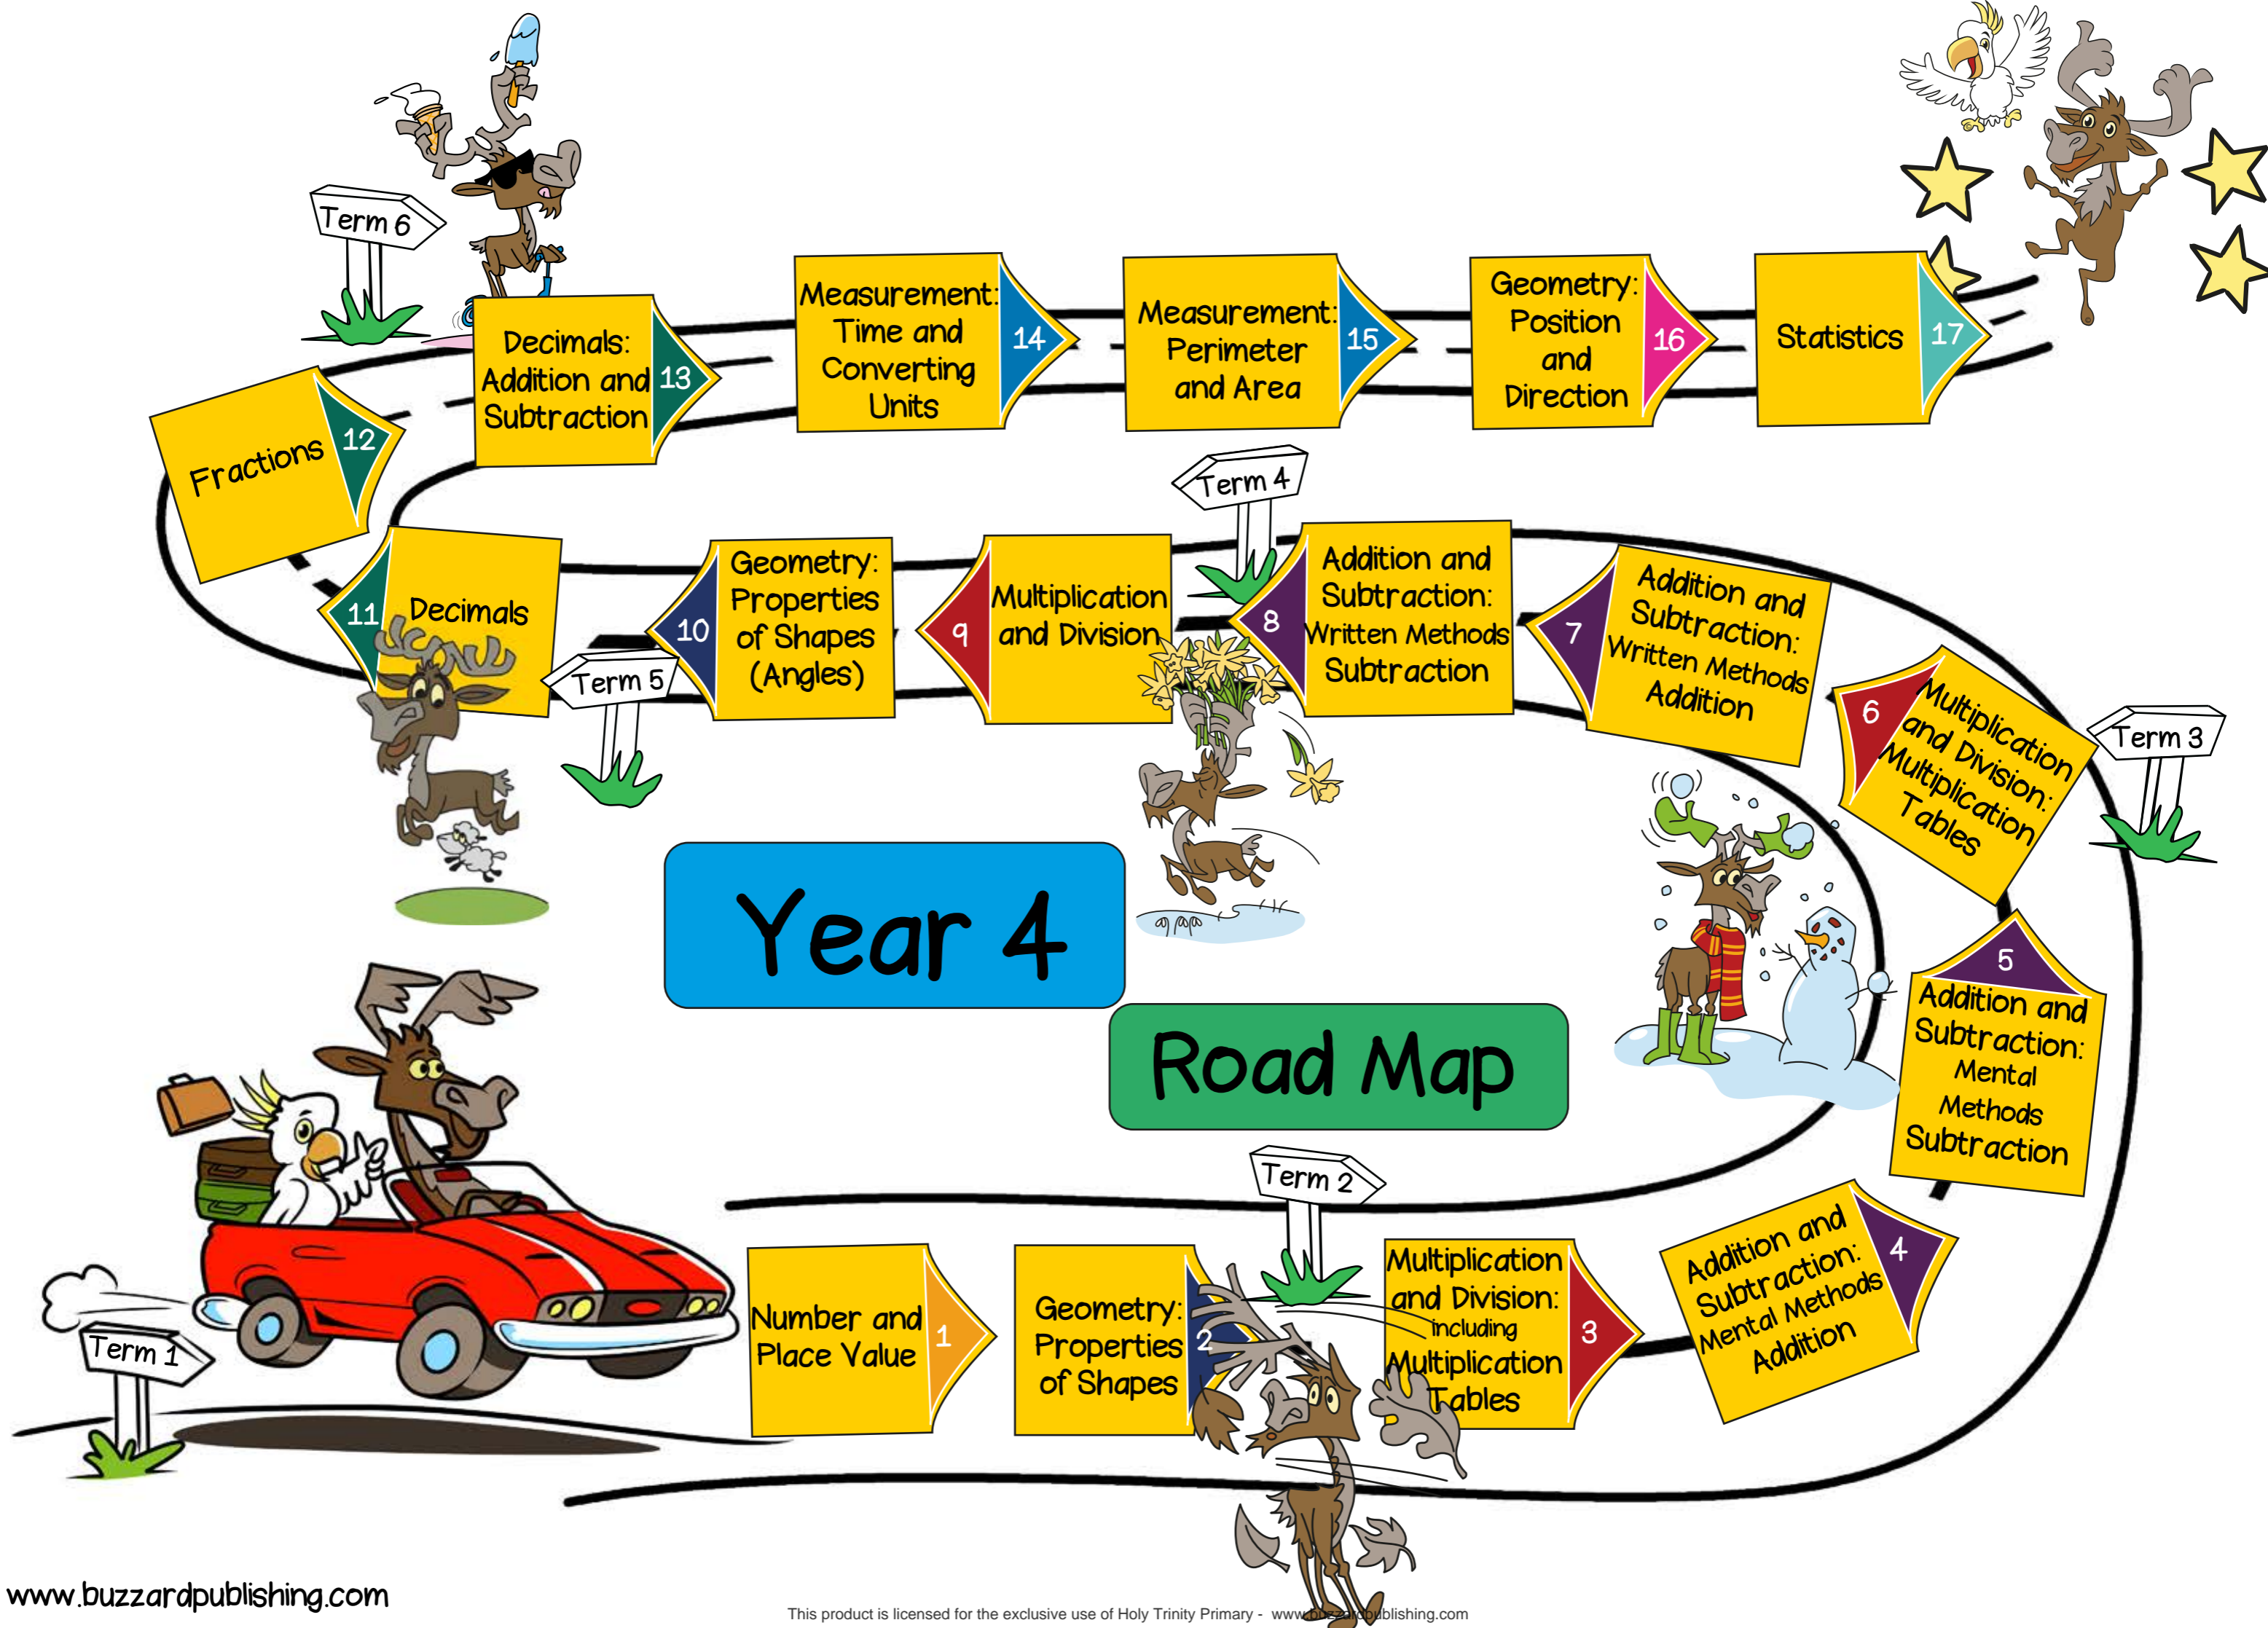 Year 4
Road Map
Term 1
Number and
Place Value
1
Geometry:
Properties
of Shapes
2
Term 2
Multiplication
and Division:
including
Multiplication
Tables
3
Addition and
Subtraction:
Mental Methods
Addition
4
5
Addition and
Subtraction:
Mental
Methods
Subtraction
Term 3
6
Multiplication
and Division:
Multiplication
Tables
7
Addition and
Subtraction:
Written Methods
Addition
8
Addition and
Subtraction:
Written Methods
Subtraction
Term 4
9
Multiplication
and Division
10
Geometry:
Properties
of Shapes
(Angles)
Term 5
11
Decimals
Fractions
12
Term 6
Decimals:
Addition and
Subtraction
13
Measurement:
Time and
Converting
Units
14
Measurement:
Perimeter
and Area
15
Geometry:
Position
and
Direction
16
Statistics
17
www.buzzardpublishing.com
This product is licensed for the exclusive use of Holy Trinity Primary - www.buzzardpublishing.com